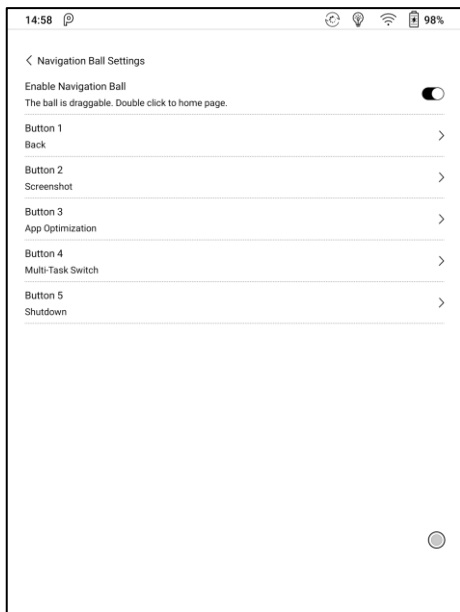 14:58 98%
Navigation Ball Settings
Enable Navigation Ball
The ball is draggable. Double click to home page.
Button 1
Back
Button 2
Screenshot
Button 3
App Optimization
Button 4
Multi-Task Switch
Button 5
Shutdown